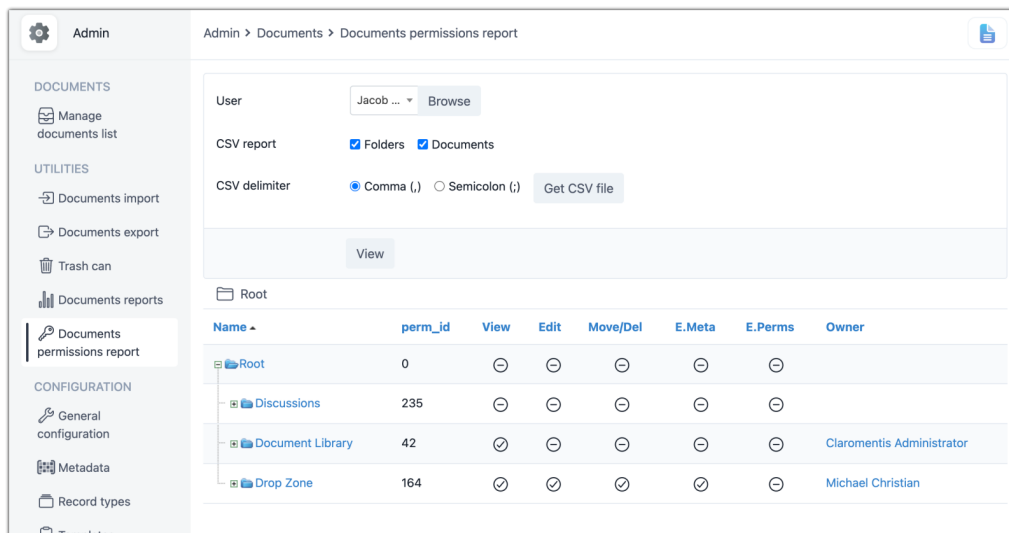 Admin
Admin > Documents > Documents permissions report
DOCUMENTS
Manage
documents list
UTILITIES
Documents import
Documents export
Trash can
Documents reports
Documents
permissions report
CONFIGURATION
General
configuration
Metadata
Record types
User Jacob ... Browse
CSV report Folders Documents
CSV delimiter Comma (,) Semicolon (;) Get CSV file
View
Root
Name perm_id View Edit Move/Del E.Meta E.Perms Owner
Root 0
Discussions 235
Document Library 42 Claromentis Administrator
Drop Zone 164 Michael Christian